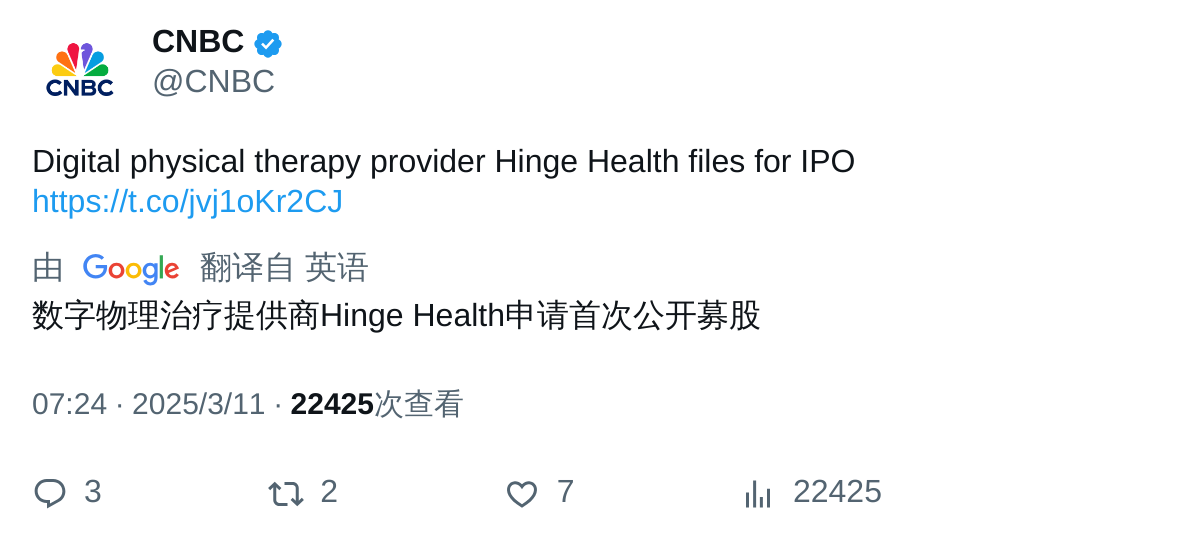 CNBC
CNBC
@CNBC
Digital physical therapy provider Hinge Health files for IPO
https://t.co/jvj1oKr2CJ
由 Google 翻译自 英语
数字物理治疗提供商Hinge Health申请首次公开募股
07:24 · 2025/3/11 · 22425次查看
3 2 7 22425